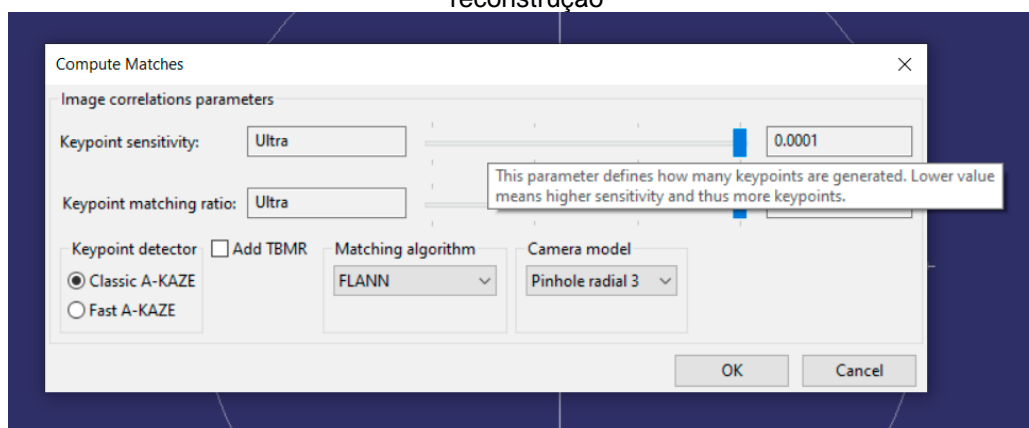 reconstrução
Compute Matches
Image correlations parameters
Keypoint sensitivity: Ultra 0.0001
This parameter defines how many keypoints are generated. Lower value
means higher sensitivity and thus more keypoints.
Keypoint matching ratio: Ultra
Keypoint detector Add TBMR Matching algorithm Camera model
Classic A-KAZE FLANN Pinhole radial 3
Fast A-KAZE
OK Cancel